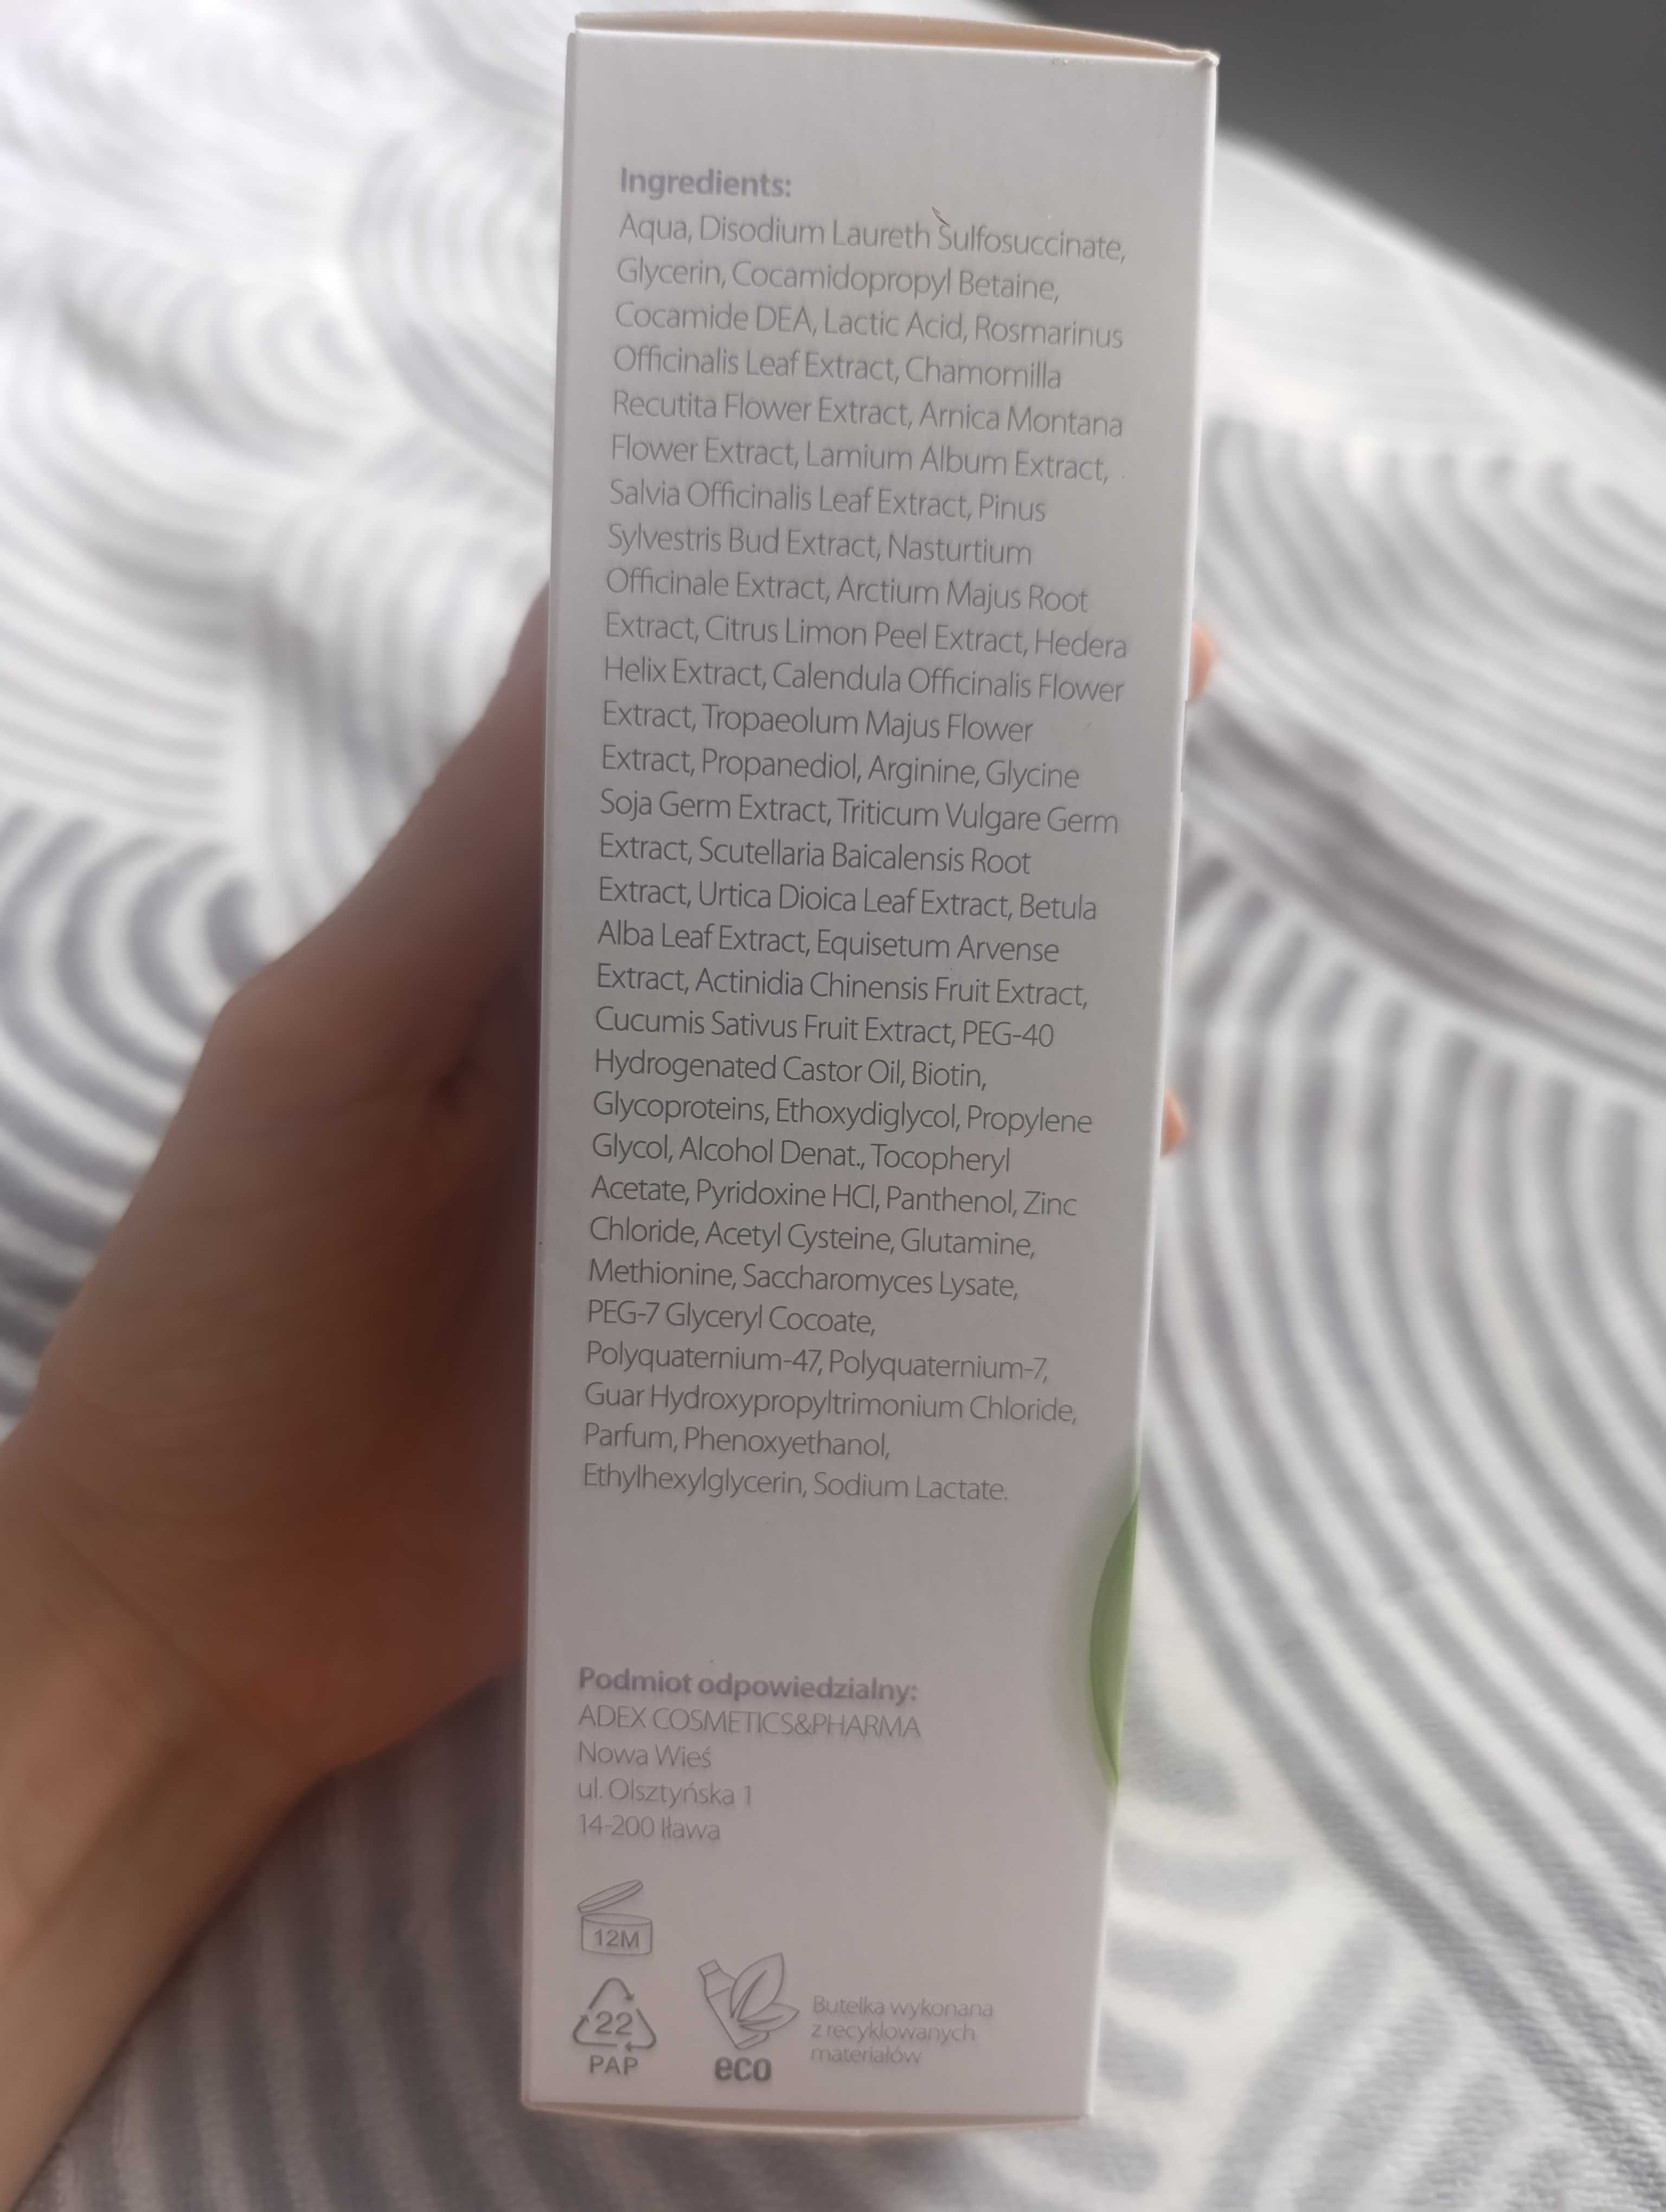 Ingredients:
Aqua, Disodium Laureth Sulfosuccinate,
Glycerin, Cocamidopropyl Betaine,
Cocamide DEA, Lactic Acid, Rosmarinus
Officinalis Leaf Extract, Chamomilla
Recutita Flower Extract, Arnica Montana
Flower Extract, Lamium Album Extract,
Salvia Officinalis Leaf Extract, Pinus
Sylvestris Bud Extract, Nasturtium
Officinale Extract, Arctium Majus Root
Extract, Citrus Limon Peel Extract, Hedera
Helix Extract, Calendula Officinalis Flower
Extract, Tropaeolum Majus Flower
Extract, Propanediol, Arginine, Glycine
Soja Germ Extract, Triticum Vulgare Germ
Extract, Scutellaria Baicalensis Root
Extract, Urtica Dioica Leaf Extract, Betula
Alba Leaf Extract, Equisetum Arvense
Extract, Actinidia Chinensis Fruit Extract,
Cucumis Sativus Fruit Extract, PEG-40
Hydrogenated Castor Oil, Biotin,
Glycoproteins, Ethoxydiglycol, Propylene
Glycol, Alcohol Denat., Tocopheryl
Acetate, Pyridoxine HCl, Panthenol, Zinc
Chloride, Acetyl Cysteine, Glutamine,
Methionine, Saccharomyces Lysate,
PEG-7 Glyceryl Cocoate,
Polyquaternium-47, Polyquaternium-7,
Guar Hydroxypropyltrimonium Chloride,
Parfum, Phenoxyethanol,
Ethylhexylglycerin, Sodium Lactate.
Podmiot odpowiedzialny:
ADEX COSMETICS&PHARMA
Nowa Wieś
ul. Olsztyńska 1
14-200 Iława
12M
22
PAP
eco
Butelka wykonana
z recyklowanych
materiałów